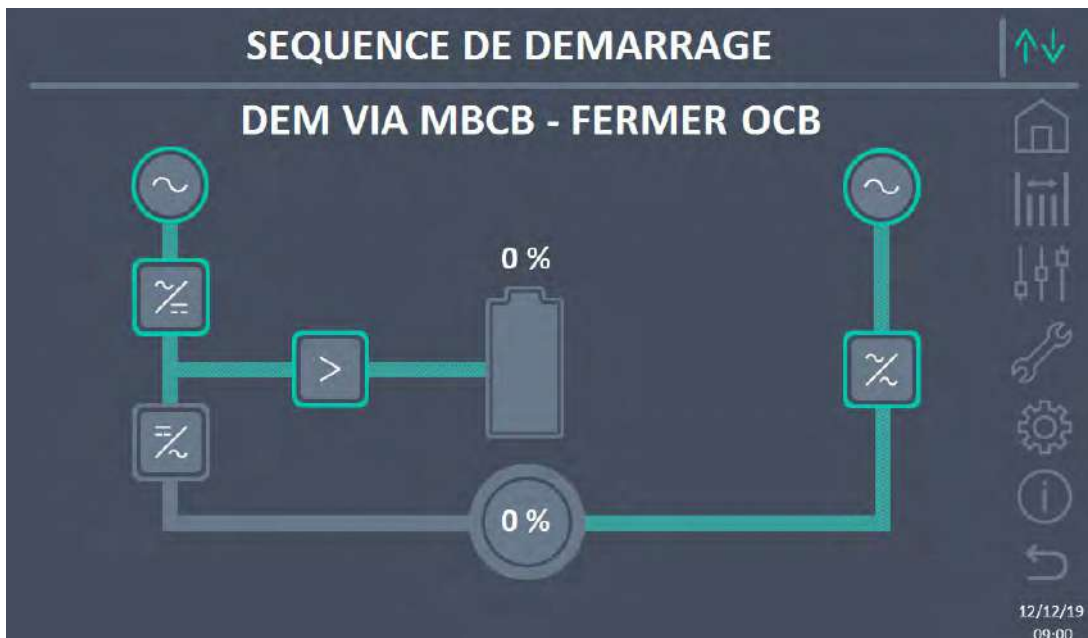 SEQUENCE DE DEMARRAGE
DEM VIA MBCB - FERMER OCB
0 %
0 %
12/12/19
09:00